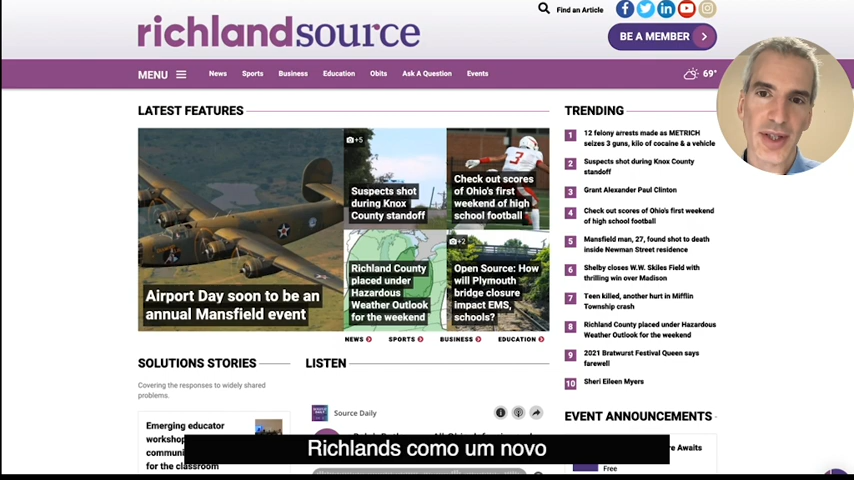 richlandsource
Find an Article
BE A MEMBER
MENU
News
Sports
Business
Education
Obits
Ask A Question
Events
69°
LATEST FEATURES
Airport Day soon to be an
annual Mansfield event
+5
Suspects shot
during Knox
County standoff
3
Check out scores
of Ohio's first
weekend of high
school football
Richland County
placed under
Hazardous
Weather Outlook
for the weekend
+2
Open Source: How
will Plymouth
bridge closure
impact EMS,
schools?
NEWS
SPORTS
BUSINESS
EDUCATION
TRENDING
1 12 felony arrests made as METRICH
seizes 3 guns, kilo of cocaine & a vehicle
2 Suspects shot during Knox County
standoff
3 Grant Alexander Paul Clinton
4 Check out scores of Ohio's first weekend
of high school football
5 Mansfield man, 27, found shot to death
inside Newman Street residence
6 Shelby closes W.W. Skiles Field with
thrilling win over Madison
7 Teen killed, another hurt in Mifflin
Township crash
8 Richland County placed under Hazardous
Weather Outlook for the weekend
9 2021 Bratwurst Festival Queen says
farewell
10 Sheri Eileen Myers
SOLUTIONS STORIES
Covering the responses to widely shared
problems.
Emerging educator
for the classroom
LISTEN
Source Daily
EVENT ANNOUNCEMENTS
re Awaits
Free
Richlands como um novo